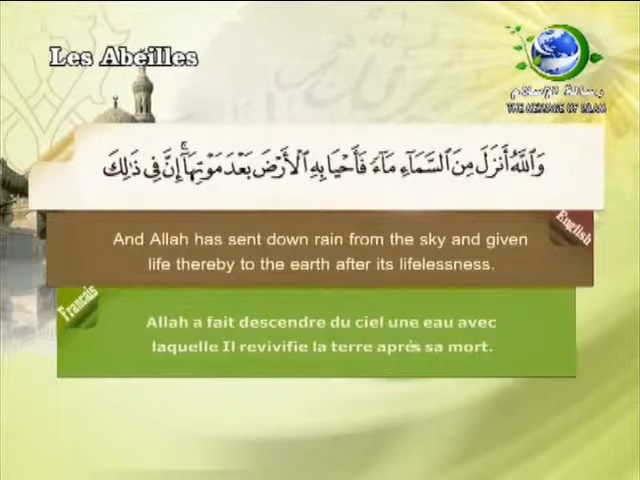 Les Abeilles
رسالة الإسلام
THE MESSAGE OF ISLAM
وَٱللَّهُ أَنزَلَ مِنَ ٱلسَّمَآءِ مَآءً فَأَحْيَا بِهِ ٱلْأَرْضَ بَعْدَ مَوْتِهَآ ۚ إِنَّ فِى ذَٰلِكَ
English
And Allah has sent down rain from the sky and given
life thereby to the earth after its lifelessness.
Francais
Allah a fait descendre du ciel une eau avec
laquelle Il revivifie la terre après sa mort.